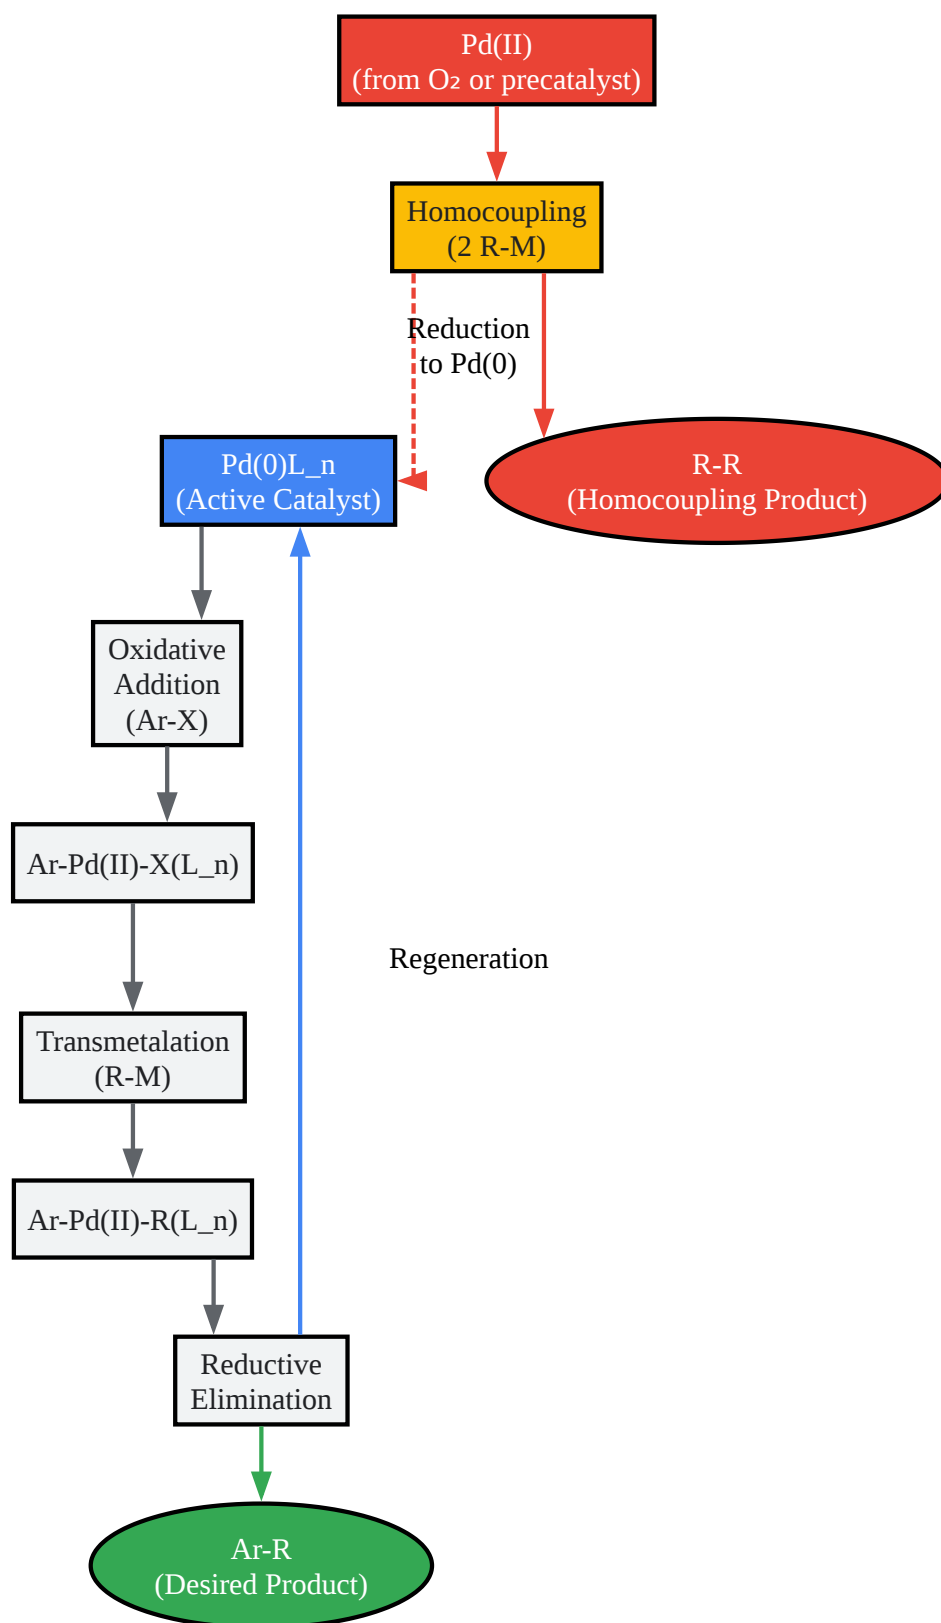 Pd(II)
(from O₂ or precatalyst)
Homocoupling
(2 R-M)
Reduction
to Pd(0)
Pd(0)L_n
(Active Catalyst)
R-R
(Homocoupling Product)
Oxidative
Addition
(Ar-X)
Ar-Pd(II)-X(L_n)
Regeneration
Transmetalation
(R-M)
Ar-Pd(II)-R(L_n)
Reductive
Elimination
Ar-R
(Desired Product)